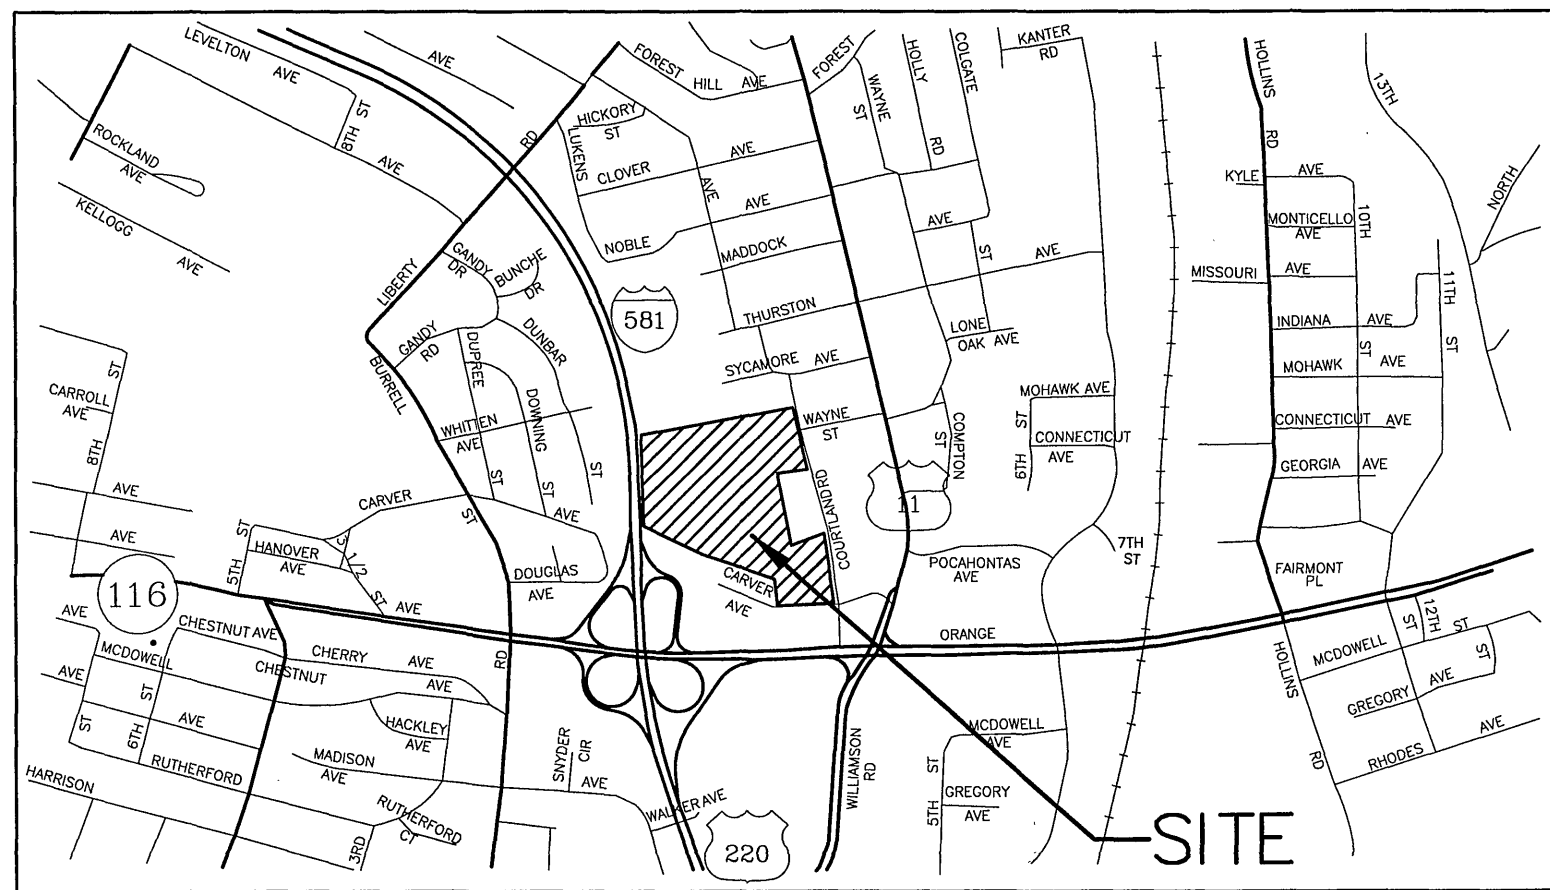 LEVELTON
AVE
AVE
8TH ST
AVE
ROCKLAND
AVE
KELLOGG
AVE
RD
LIBERTY
FOREST
HILL AVE
HICKORY
ST
LUKENS
CLOVER
AVE
AVE
AVE
NOBLE
MADDOCK
FOREST
WAYNE
ST
HOLLY
RD
COLGATE
AVE
ST
AVE
KANTER
RD
HOLLINS
RD
13TH
NORTH
KYLE
AVE
MONTICELLO
AVE
10TH
ST
MISSOURI
AVE
11TH
ST
INDIANA
AVE
MOHAWK
AVE
CONNECTICUT AVE
GEORGIA
AVE
GANDY
DR
BUNCHE
DR
GANDY
RD
BURRELL
ST
DUPREE
ST
DUNBAR
ST
DOWNING
ST
WHITTEN
AVE
581
THURSTON
SYCAMORE AVE
LONE
OAK AVE
WAYNE
ST
COURTLAND RD
11
COMPTON
ST
MOHAWK AVE
CONNECTICUT
AVE
6TH ST
7TH
ST
CARROLL
AVE
8TH ST
AVE
AVE
5TH ST
HANOVER
AVE
3 1/2 ST
CARVER
AVE
DOUGLAS
AVE
CARVER
AVE
POCAHONTAS
AVE
FAIRMONT
PL
116
AVE
AVE
CHESTNUT AVE
MCDOWELL
CHESTNUT
CHERRY
AVE
AVE
AVE
ST
6TH ST
AVE
HACKLEY
AVE
RD
ORANGE
HOLLINS
RD
MCDOWELL
ST
12TH
ST
ST
GREGORY
AVE
RHODES
AVE
RUTHERFORD
MADISON
AVE
HARRISON
3RD
RUTHERFORD
CT
SNYDER
CIR
AVE
WALKER AVE
220
WILLIAMSON
RD
MCDOWELL
AVE
5TH ST
GREGORY
AVE
SITE